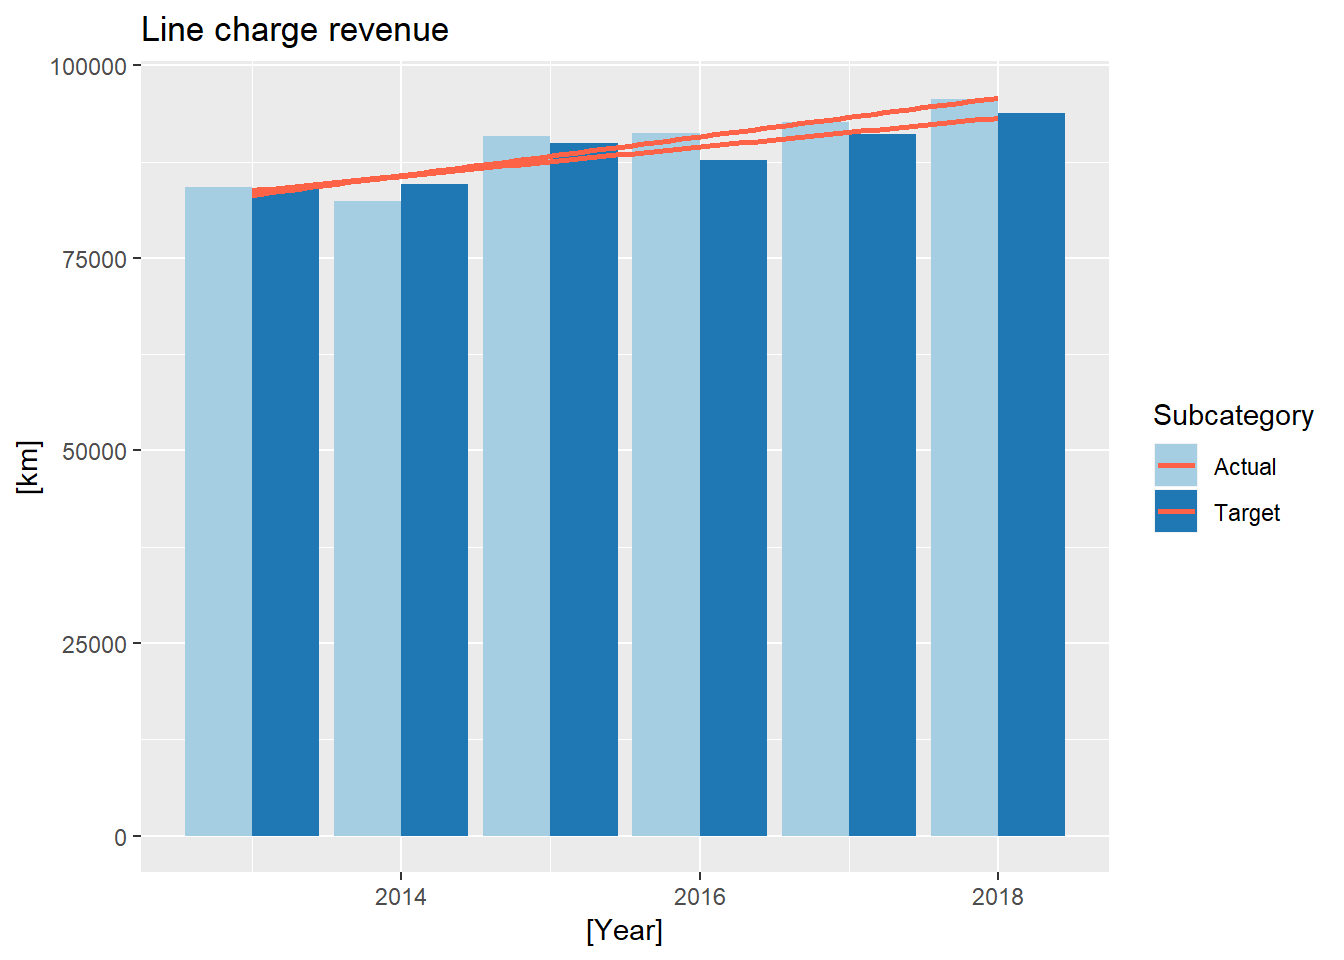 Line charge revenue
100000
75000
50000
25000
0
[km]
2014 2016 2018
[Year]
Subcategory
Actual
Target